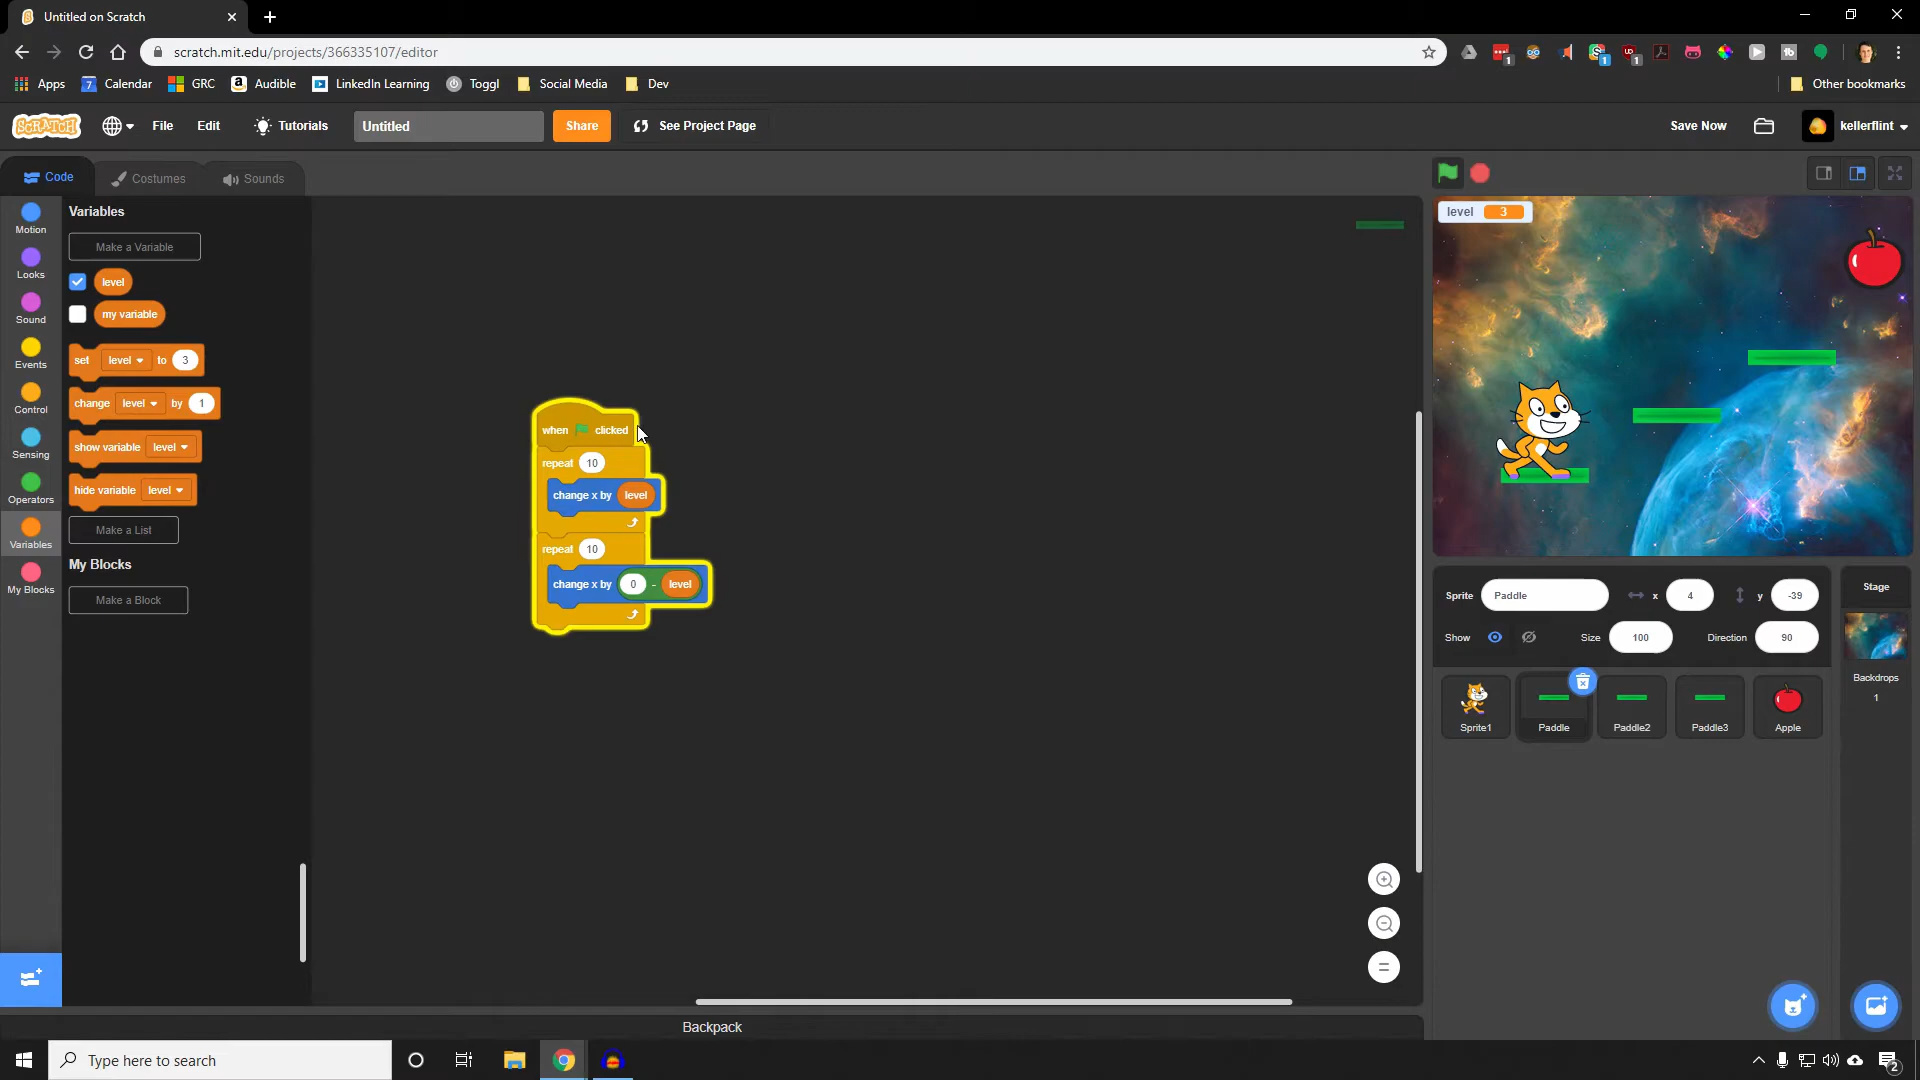 Untitled on Scratch
scratch.mit.edu/projects/366335107/editor
Apps
7 Calendar
GRC
Audible
LinkedIn Learning
Toggl
Social Media
Dev
Other bookmarks
SCRATCH
File
Edit
Tutorials
Untitled
Share
See Project Page
Save Now
kellerflint
Code
Costumes
Sounds
Motion
Looks
Sound
Events
Control
Sensing
Operators
Variables
My Blocks
Variables
Make a Variable
level
my variable
set level to 3
change level by 1
show variable level
hide variable level
Make a List
My Blocks
Make a Block
when clicked
repeat 10
change x by level
repeat 10
change x by 0 - level
level 3
Sprite Paddle x 4 y -39
Show Size 100 Direction 90
Sprite1
Paddle
Paddle2
Paddle3
Apple
Stage
Backdrops
1
Backpack
Type here to search
2